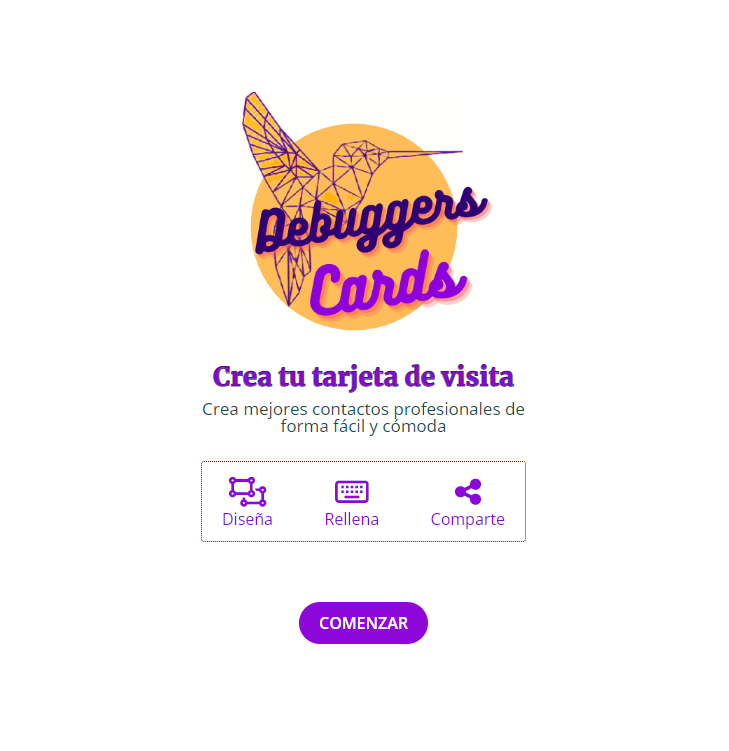 Debuggers
Cards
Crea tu tarjeta de visita
Crea mejores contactos profesionales de
forma fácil y cómoda
Diseña Rellena Comparte
COMENZAR